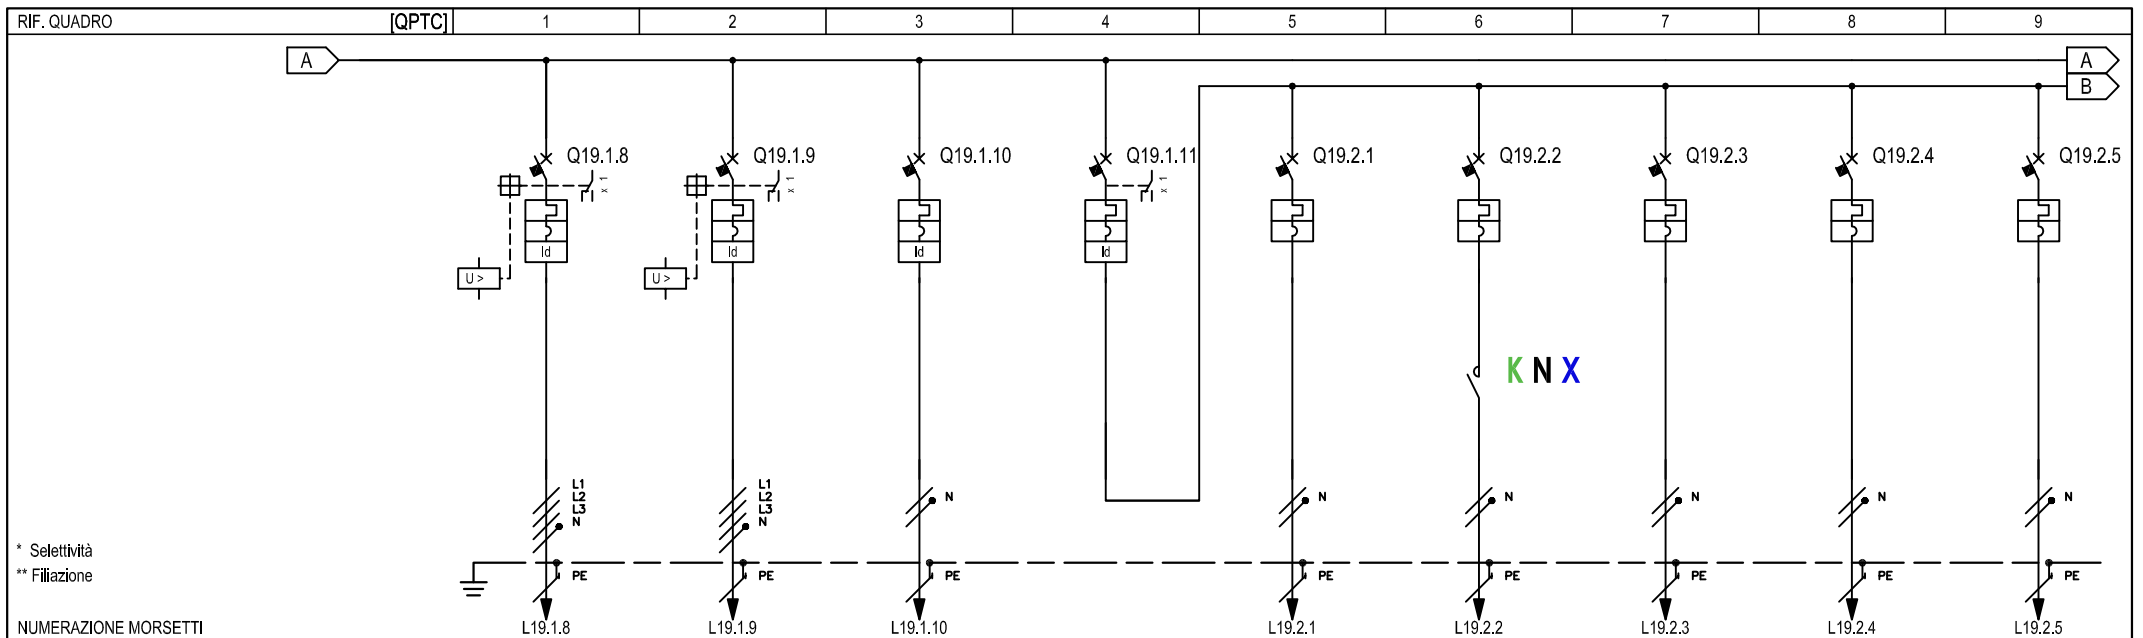 RIF. QUADRO [QPTC] 1 2 3 4 5 6 7 8 9
A A
B
Q19.1.8 Q19.1.9 Q19.1.10 Q19.1.11 Q19.2.1 Q19.2.2 Q19.2.3 Q19.2.4 Q19.2.5
x 1 x 1 x 1
Id Id Id Id
U > U >
K N X
L1 L1
L2 L2
L3 L3
N N
N N N N N N
* Selettività
** Filiazione
PE PE PE PE PE PE PE PE
NUMERAZIONE MORSETTI L19.1.8 L19.1.9 L19.1.10 L19.2.1 L19.2.2 L19.2.3 L19.2.4 L19.2.5